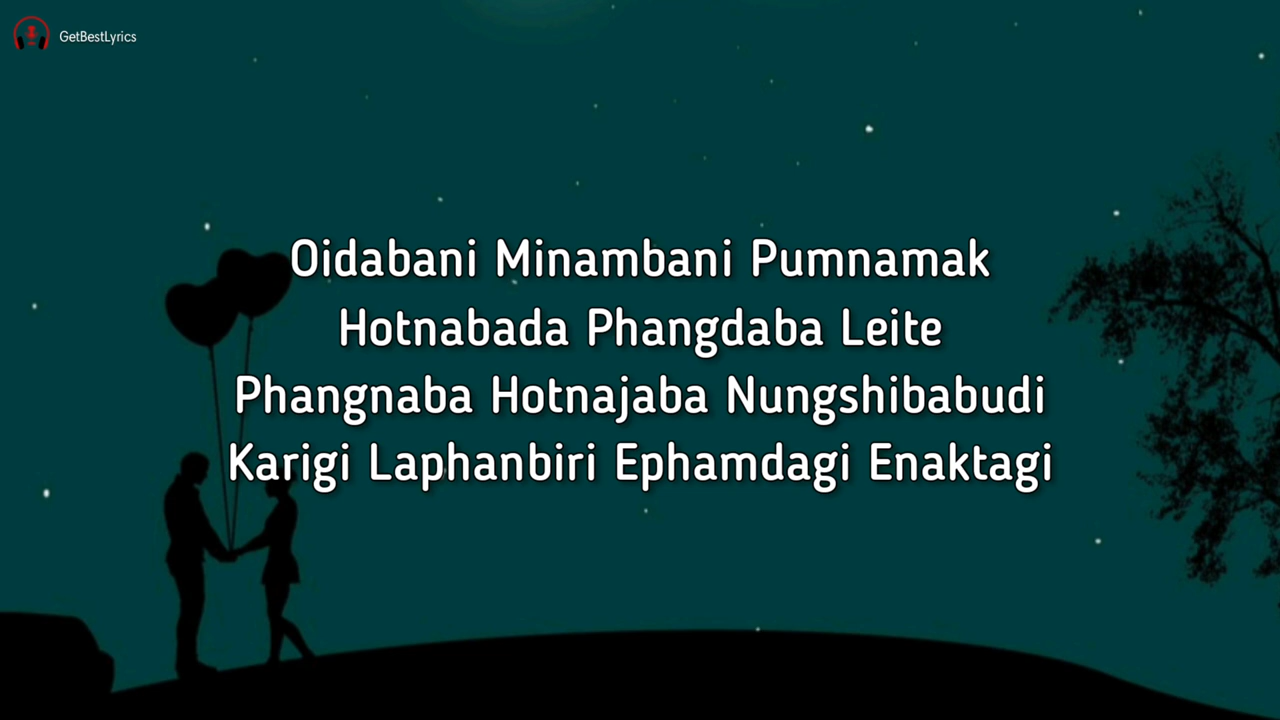 GetBestLyrics
Oidabani Minambani Pumnamak
Hotnabada Phangdaba Leite
Phangnaba Hotnajaba Nungshibabudi
Karigi Laphanbiri Ephamdagi Enaktagi